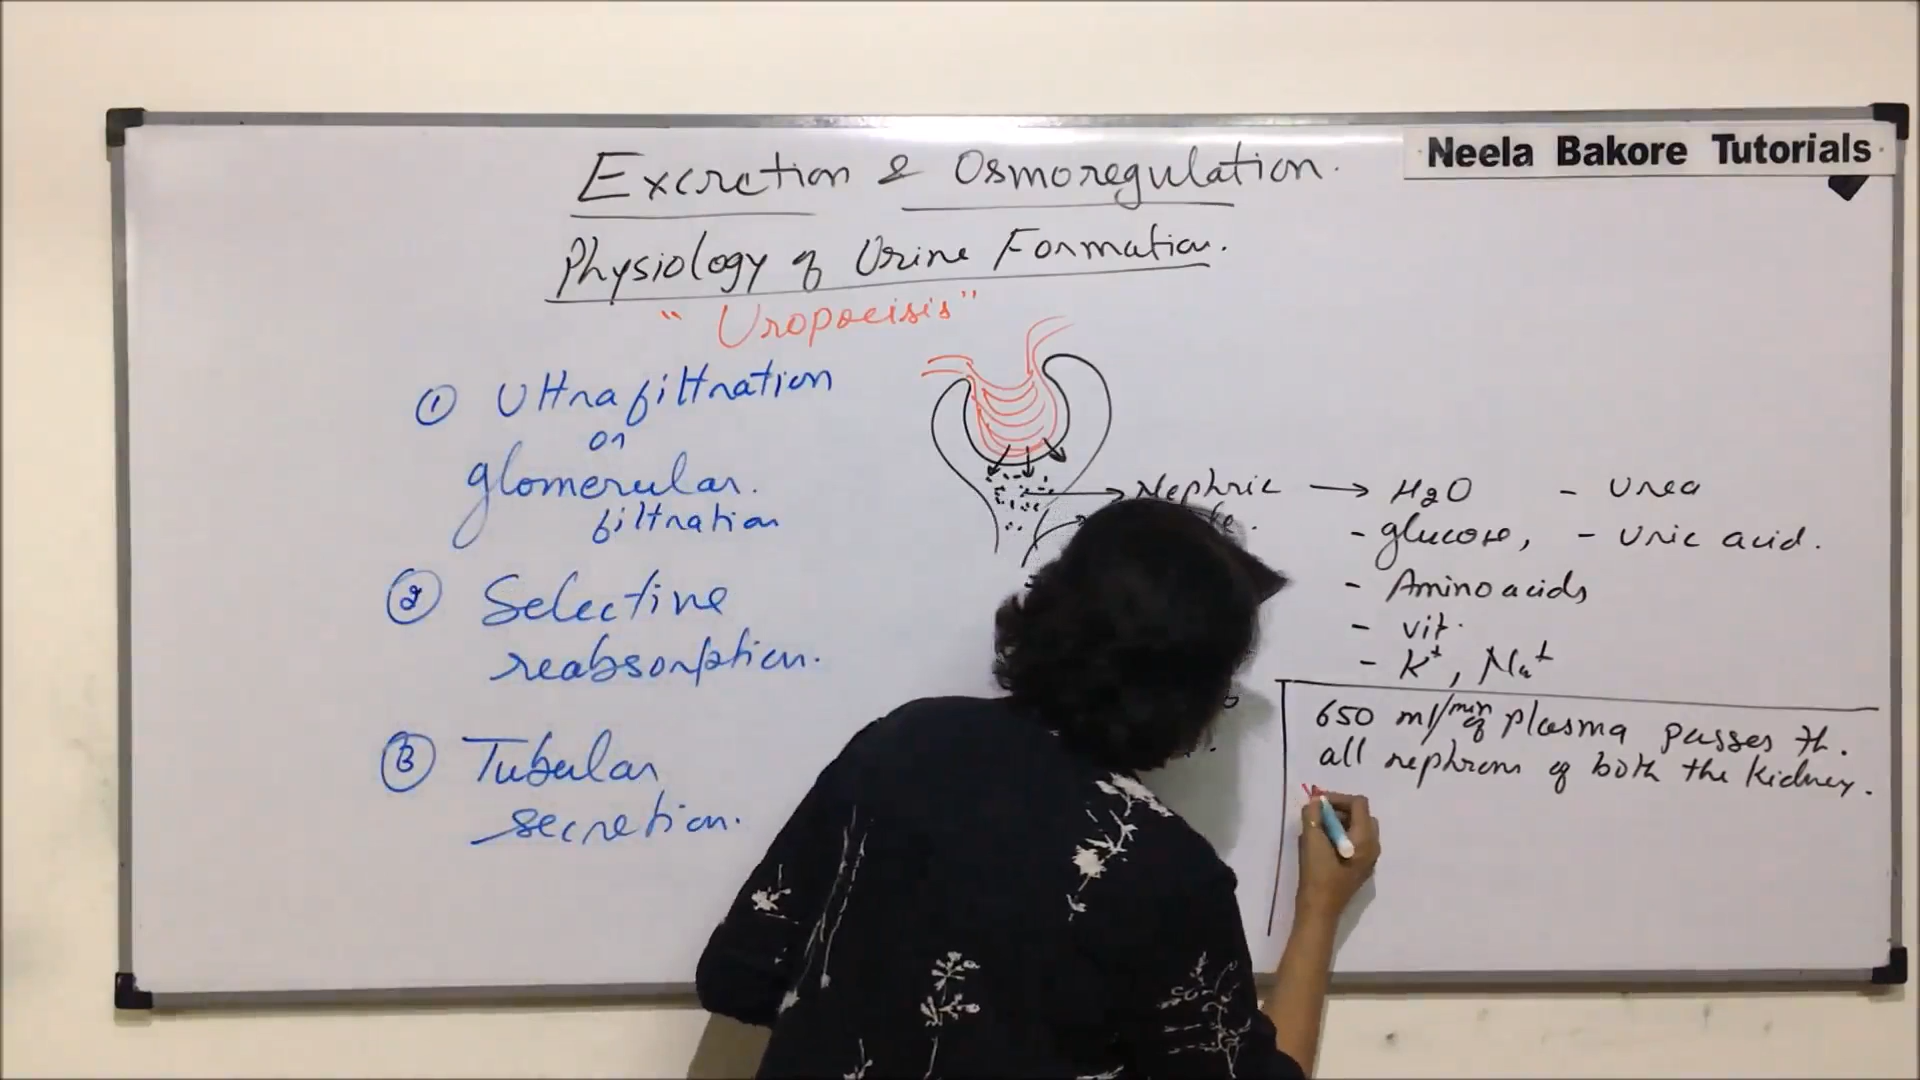 Neela Bakore Tutorials
Excretion & Osmoregulation.
Physiology of Urine Formation.
"Uropoeisis"
① Ultrafiltration
or
glomerular
filtration
② Selective
reabsorption.
③ Tubular
secretion.
Nephric → H2O - Urea
- glucose, - Uric acid.
- Amino acids
- vit.
- K+, Na+
650 ml/min of plasma passes th.
all nephrons of both the kidney.